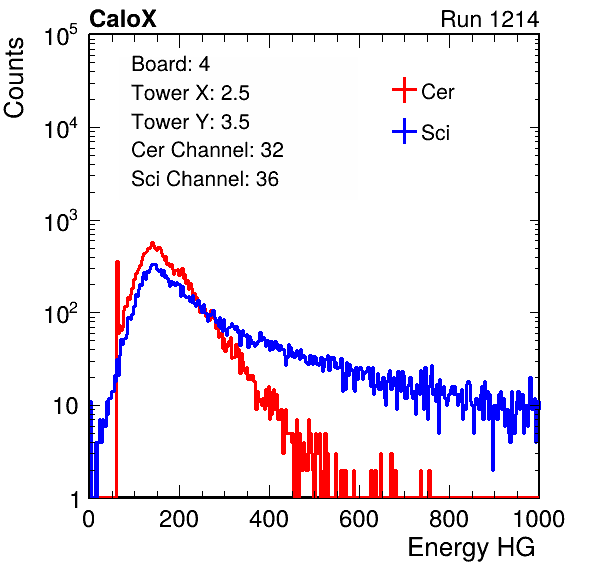 CaloX Run 1214
Counts
10^5
10^4
10^3
10^2
10
1
Board: 4
Tower X: 2.5
Tower Y: 3.5
Cer Channel: 32
Sci Channel: 36
Cer
Sci
0 200 400 600 800 1000
Energy HG